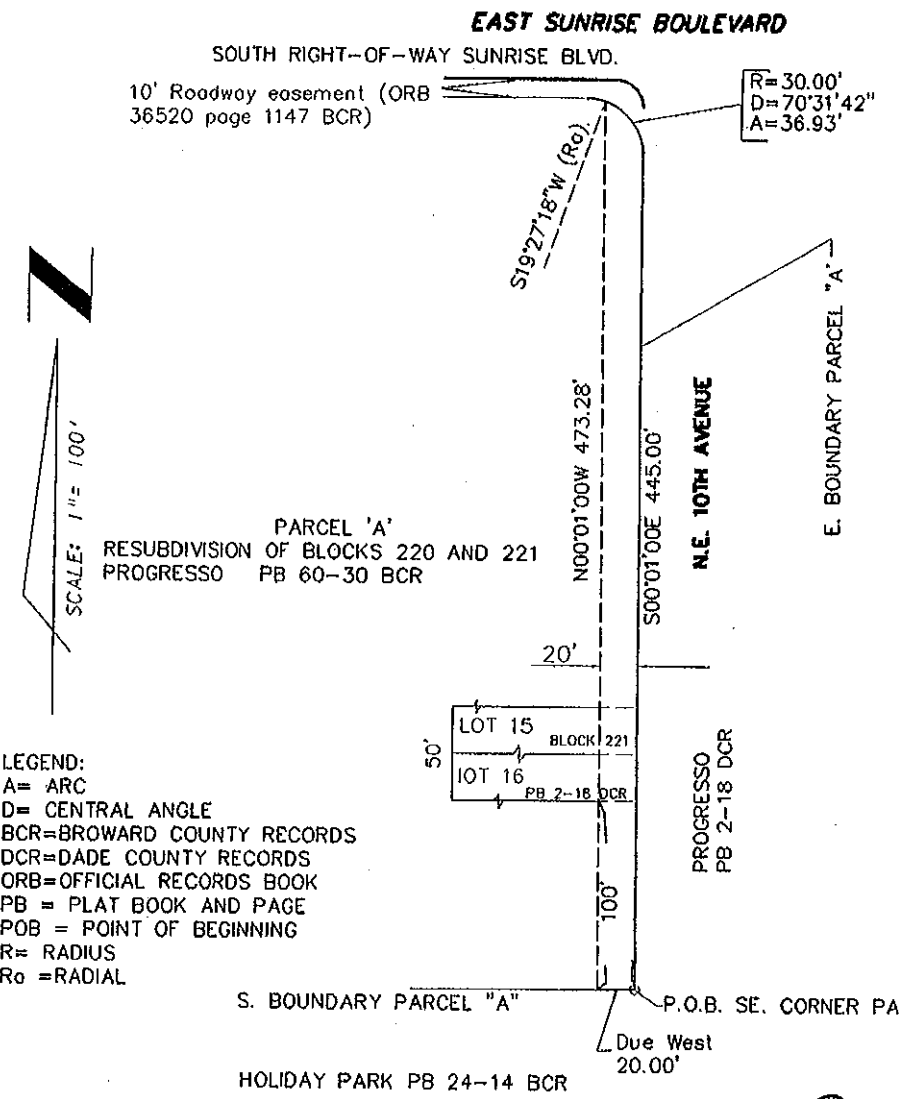 EAST SUNRISE BOULEVARD
SOUTH RIGHT-OF-WAY SUNRISE BLVD.
10' Roadway easement (ORB
36520 page 1147 BCR)
R=30.00'
D=70°31'42"
A=36.93'
S19°27'18"W (Ra)
E. BOUNDARY PARCEL "A"
N.E. 10TH AVENUE
N00°01'00W 473.28'
S00°01'00E 445.00'
SCALE: 1"= 100'
PARCEL 'A'
RESUBDIVISION OF BLOCKS 220 AND 221
PROGRESSO PB 60-30 BCR
20'
50'
LOT 15
BLOCK 221
LOT 16
PB 2-18 DCR
PROGRESSO
PB 2-18 DCR
100'
LEGEND:
A= ARC
D= CENTRAL ANGLE
BCR=BROWARD COUNTY RECORDS
DCR=DADE COUNTY RECORDS
ORB=OFFICIAL RECORDS BOOK
PB = PLAT BOOK AND PAGE
POB = POINT OF BEGINNING
R= RADIUS
Ra =RADIAL
S. BOUNDARY PARCEL "A"
P.O.B. SE. CORNER PA
Due West
20.00'
HOLIDAY PARK PB 24-14 BCR